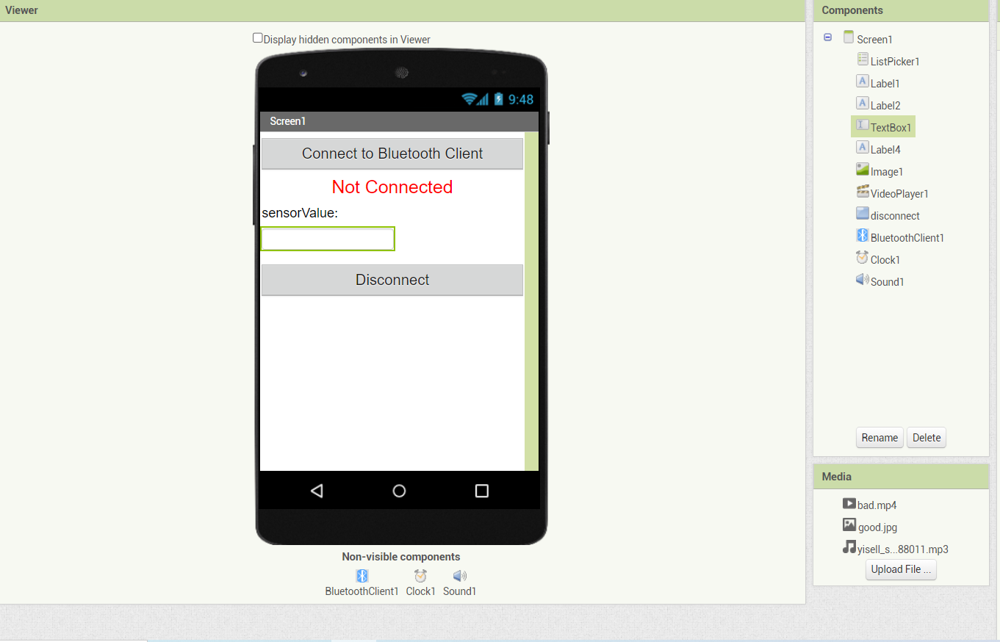 Viewer
Display hidden components in Viewer
9:48
Screen1
Connect to Bluetooth Client
Not Connected
sensorValue:
Disconnect
Non-visible components
BluetoothClient1 Clock1 Sound1
Components
Screen1
ListPicker1
Label1
Label2
TextBox1
Label4
Image1
VideoPlayer1
disconnect
BluetoothClient1
Clock1
Sound1
Rename Delete
Media
bad.mp4
good.jpg
yisell_s...88011.mp3
Upload File ...